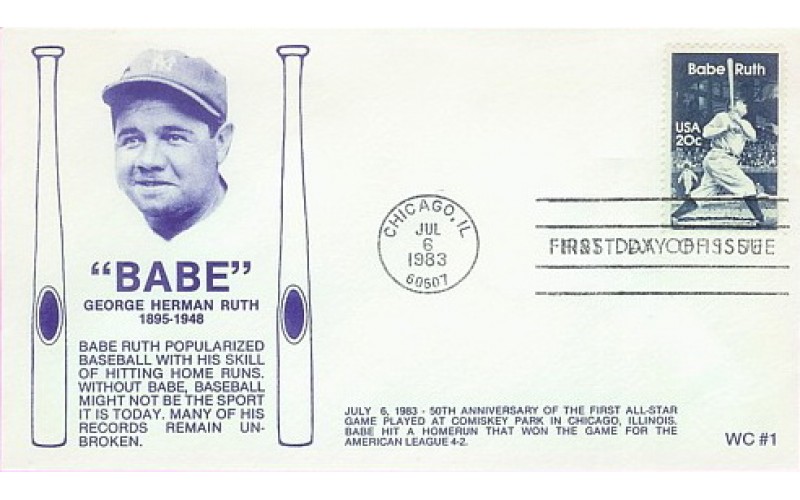 “BABE”
GEORGE HERMAN RUTH
1895-1948
BABE RUTH POPULARIZED
BASEBALL WITH HIS SKILL
OF HITTING HOME RUNS.
WITHOUT BABE, BASEBALL
MIGHT NOT BE THE SPORT
IT IS TODAY. MANY OF HIS
RECORDS REMAIN UN-
BROKEN.
CHICAGO, IL
JUL
6
1983
60607
Babe Ruth
USA
20c
FIRST DAY OF ISSUE
JULY 6, 1983 - 50TH ANNIVERSARY OF THE FIRST ALL-STAR
GAME PLAYED AT COMISKEY PARK IN CHICAGO, ILLINOIS.
BABE HIT A HOMERUN THAT WON THE GAME FOR THE
AMERICAN LEAGUE 4-2.
WC #1